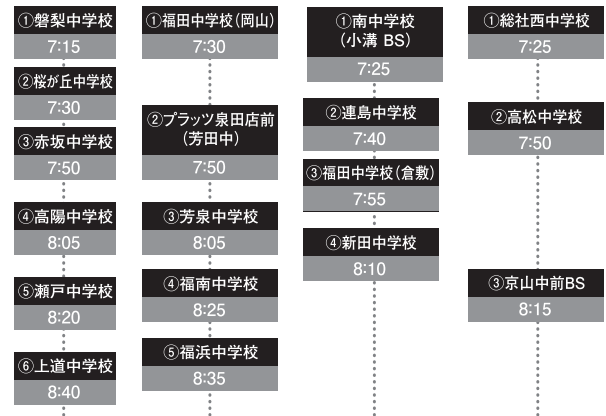 ①磐梨中学校
7:15
②桜が丘中学校
7:30
③赤坂中学校
7:50
④高陽中学校
8:05
⑤瀬戸中学校
8:20
⑥上道中学校
8:40
①福田中学校(岡山)
7:30
②プラッツ泉田店前
(芳田中)
7:50
③芳泉中学校
8:05
④福南中学校
8:25
⑤福浜中学校
8:35
①南中学校
(小溝 BS)
7:25
②連島中学校
7:40
③福田中学校(倉敷)
7:55
④新田中学校
8:10
①総社西中学校
7:25
②高松中学校
7:50
③京山中前BS
8:15